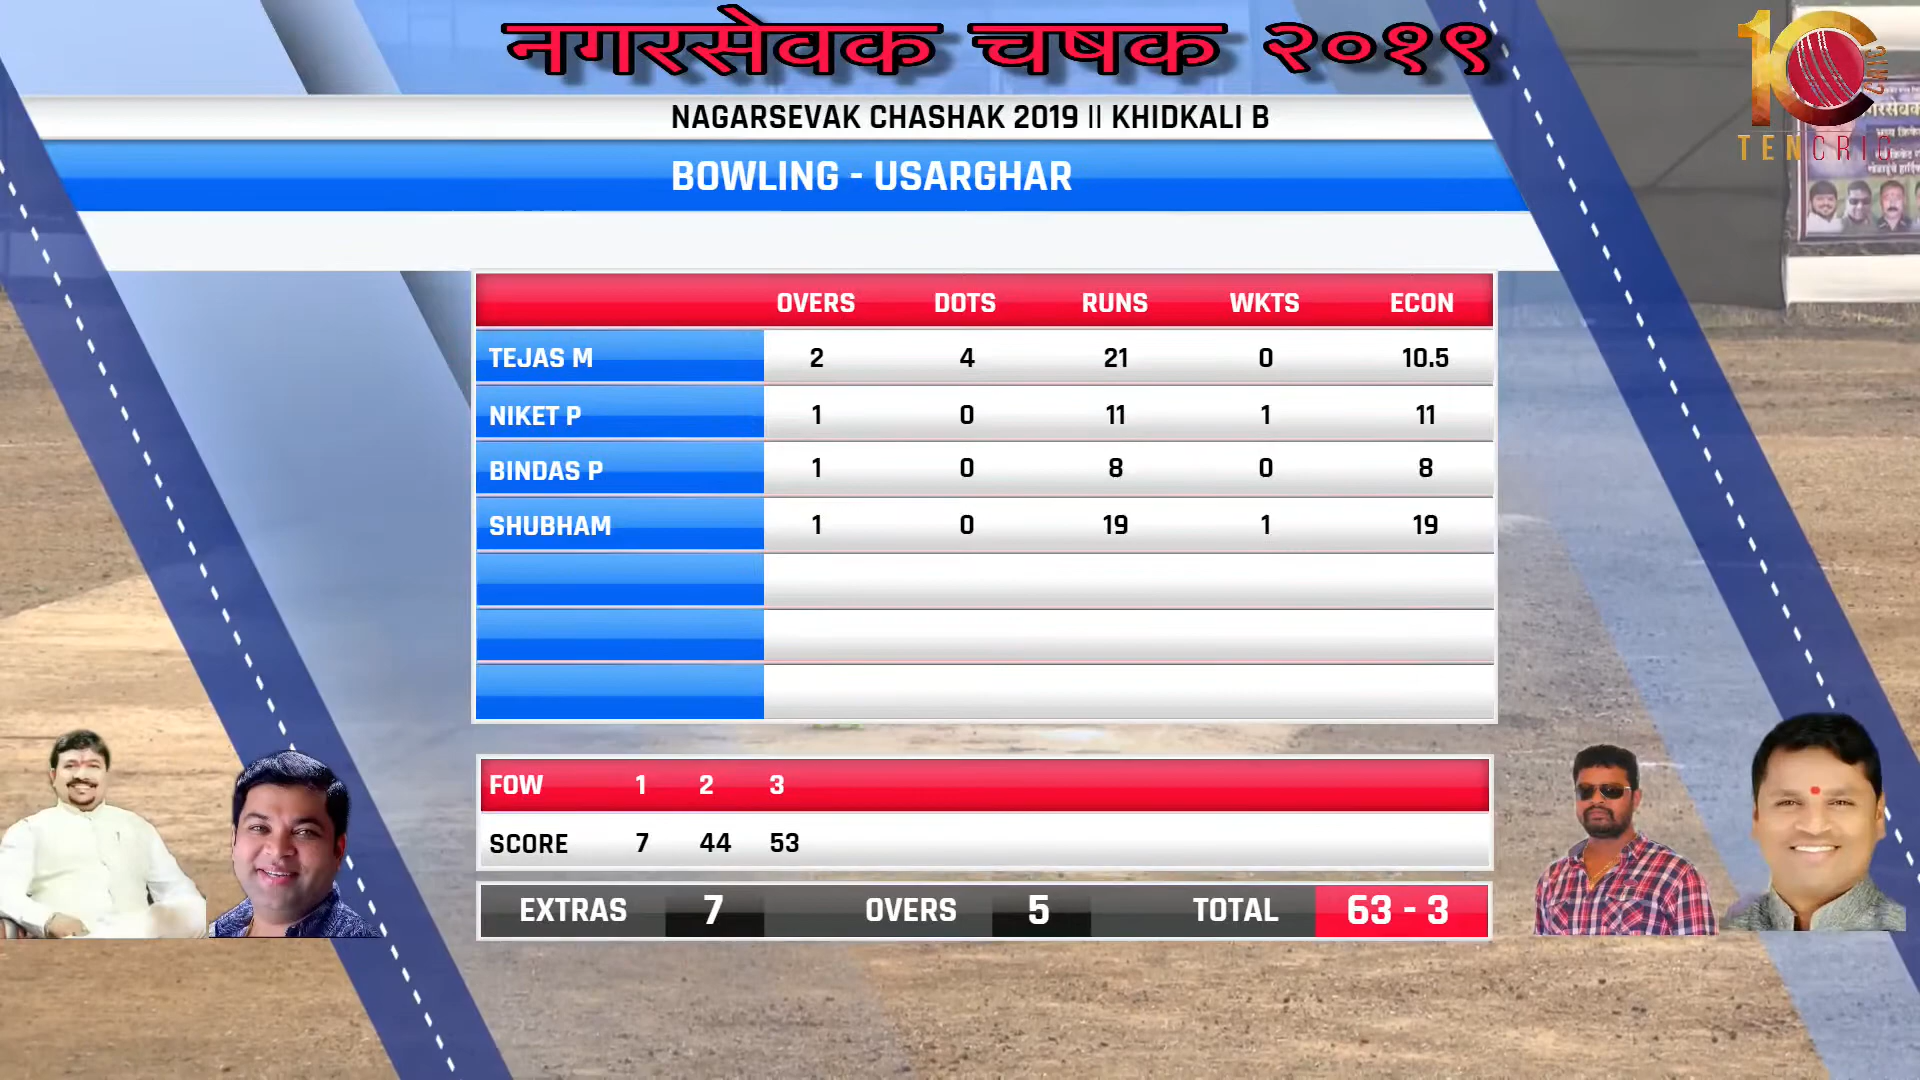 नगरसेवक चषक २०१९
NAGARSEVAK CHASHAK 2019 || KHIDKALI B
BOWLING - USARGHAR
OVERS DOTS RUNS WKTS ECON
TEJAS M 2 4 21 0 10.5
NIKET P 1 0 11 1 11
BINDAS P 1 0 8 0 8
SHUBHAM 1 0 19 1 19
FOW 1 2 3
SCORE 7 44 53
EXTRAS 7 OVERS 5 TOTAL 63 - 3
TENCRIC